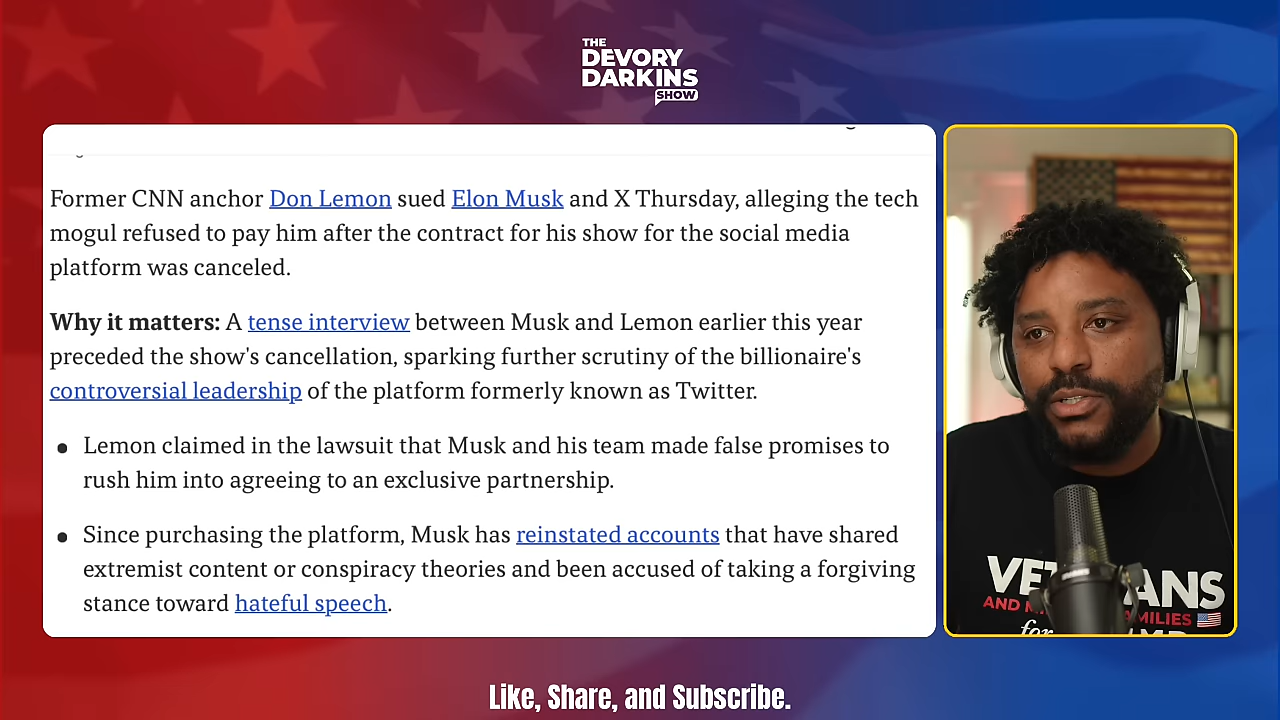 THE
DEVORY
DARKINS
SHOW
Former CNN anchor Don Lemon sued Elon Musk and X Thursday, alleging the tech
mogul refused to pay him after the contract for his show for the social media
platform was canceled.
Why it matters: A tense interview between Musk and Lemon earlier this year
preceded the show's cancellation, sparking further scrutiny of the billionaire's
controversial leadership of the platform formerly known as Twitter.
• Lemon claimed in the lawsuit that Musk and his team made false promises to
rush him into agreeing to an exclusive partnership.
• Since purchasing the platform, Musk has reinstated accounts that have shared
extremist content or conspiracy theories and been accused of taking a forgiving
stance toward hateful speech.
AND
for
Like, Share, and Subscribe.